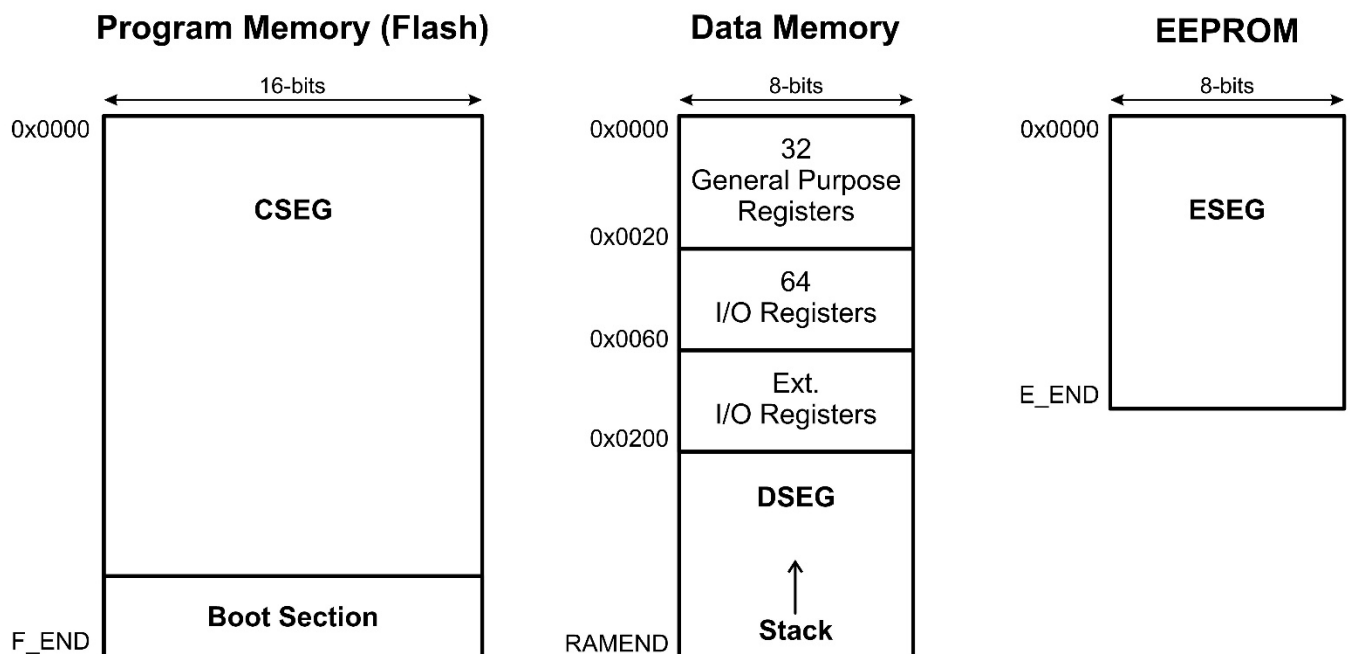 Program Memory (Flash)
16-bits
0x0000
CSEG
Boot Section
F_END
Data Memory
8-bits
0x0000
32
General Purpose
Registers
0x0020
64
I/O Registers
0x0060
Ext.
I/O Registers
0x0200
DSEG
Stack
RAMEND
EEPROM
8-bits
0x0000
ESEG
E_END